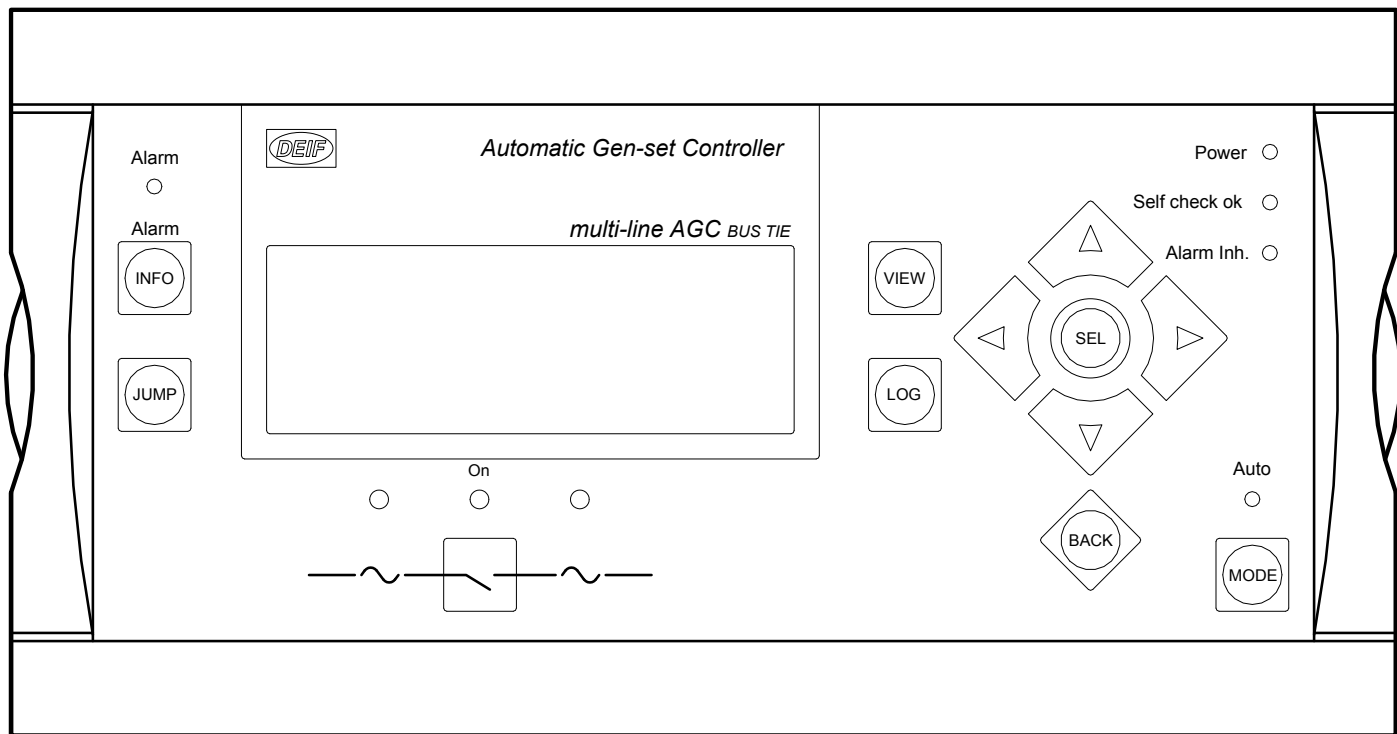 DEIF
Automatic Gen-set Controller
multi-line AGC BUS TIE
Alarm
Alarm
INFO
JUMP
VIEW
LOG
Power
Self check ok
Alarm Inh.
SEL
BACK
Auto
MODE
On